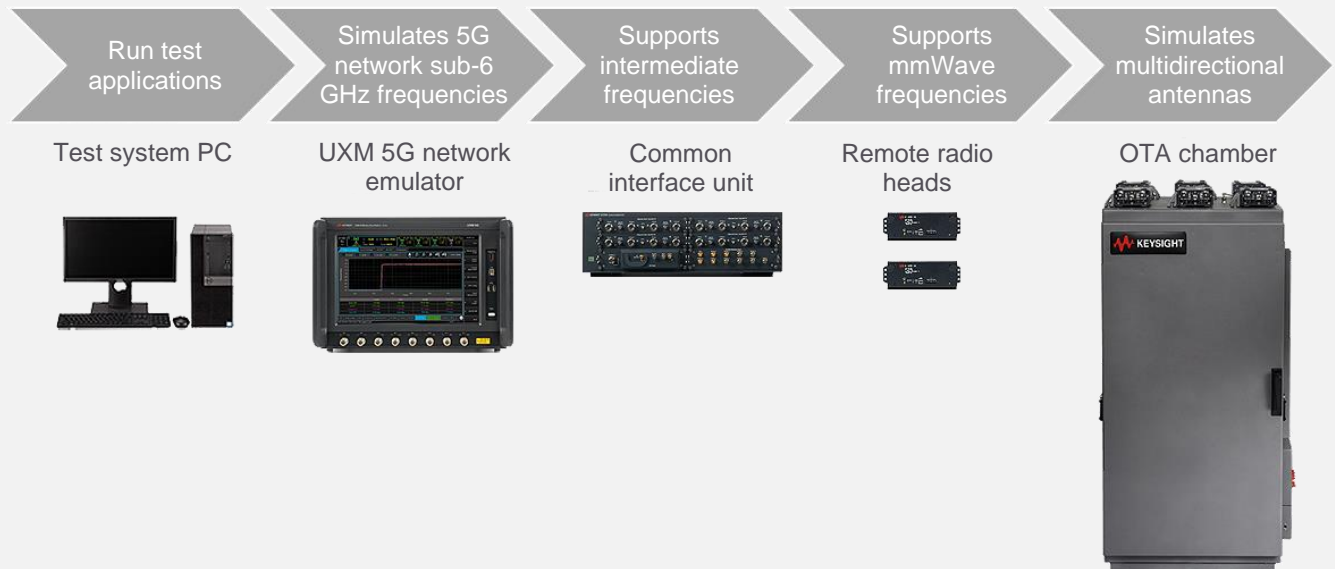 Run test
applications
Simulates 5G
network sub-6
GHz frequencies
Supports
intermediate
frequencies
Supports
mmWave
frequencies
Simulates
multidirectional
antennas
Test system PC
UXM 5G network
emulator
Common
interface unit
Remote radio
heads
OTA chamber
KEYSIGHT